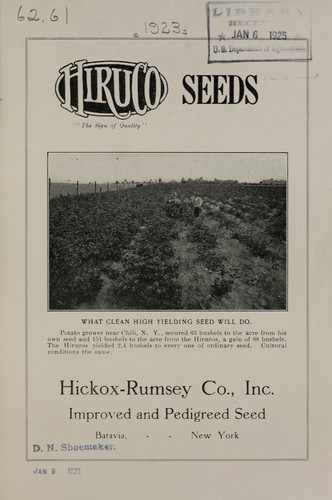 62.61
c 1923
LIBRARY
JAN 6 1925
U. S. Department of Agriculture
HIRUCO SEEDS
"The Sign of Quality"
WHAT CLEAN HIGH YIELDING SEED WILL DO.
Potato grower near Chili, N. Y., secured 63 bushels to the acre from his
own seed and 151 bushels to the acre from the Hirucos, a gain of 88 bushels.
The Hirucos yielded 2.4 bushels to every one of ordinary seed. Cultural
conditions the same.
Hickox-Rumsey Co., Inc.
Improved and Pedigreed Seed
Batavia, - - New York
D. N. Shoemaker.
JAN 9